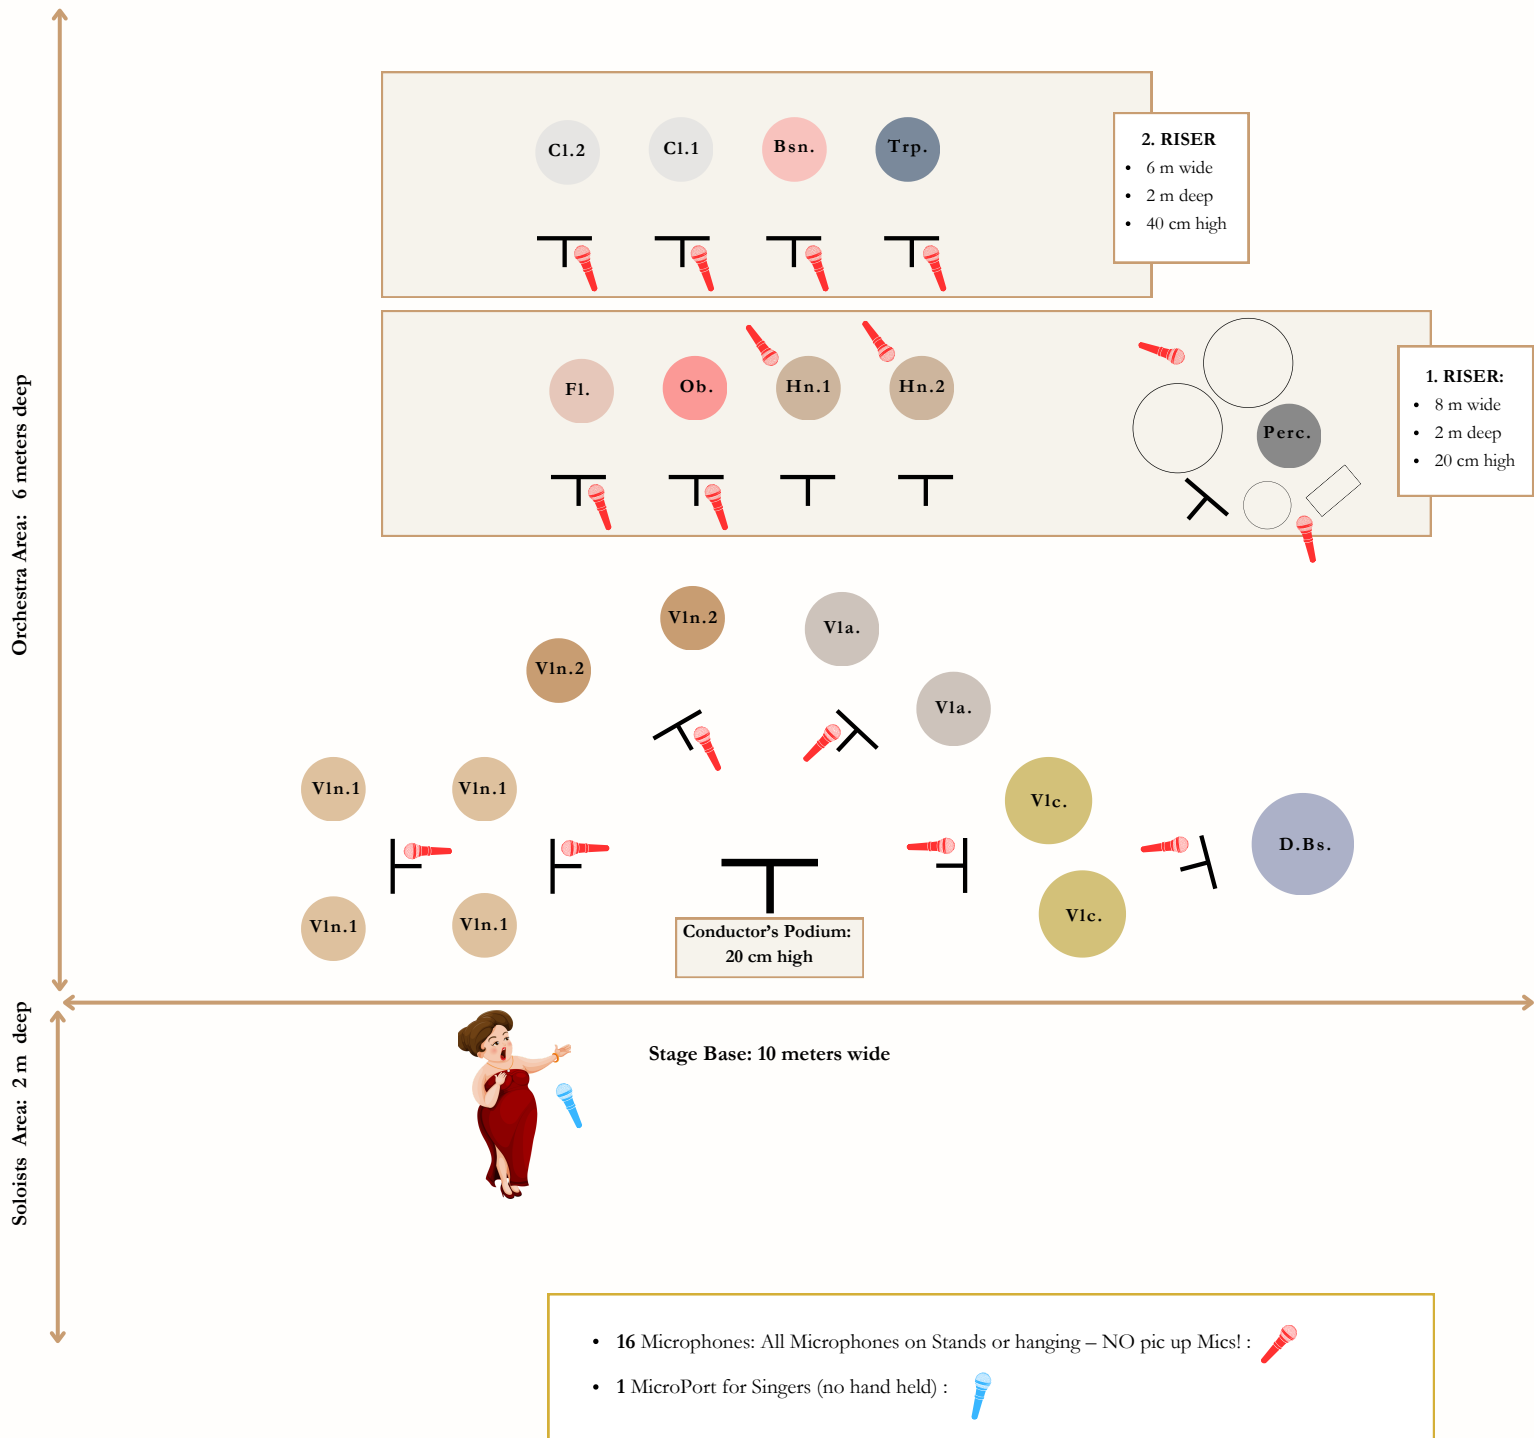 Orchestra Area: 6 meters deep
Cl.2
Cl.1
Bsn.
Trp.
2. RISER
• 6 m wide
• 2 m deep
• 40 cm high
Fl.
Ob.
Hn.1
Hn.2
Perc.
1. RISER:
• 8 m wide
• 2 m deep
• 20 cm high
Vln.2
Vln.2
Vla.
Vla.
Vln.1
Vln.1
Vln.1
Vln.1
Vlc.
Vlc.
D.Bs.
Conductor’s Podium:
20 cm high
Soloists Area: 2 m deep
Stage Base: 10 meters wide
• 16 Microphones: All Microphones on Stands or hanging – NO pic up Mics! :
• 1 MicroPort for Singers (no hand held) :